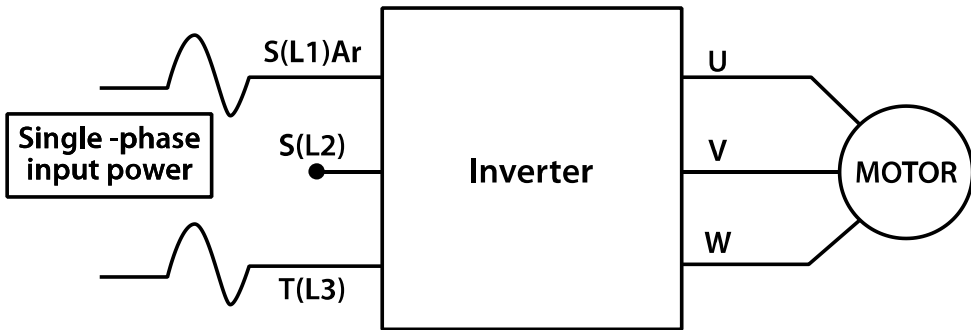 S(L1)Ar
Single -phase
input power
S(L2)
T(L3)
Inverter
U
V
W
MOTOR